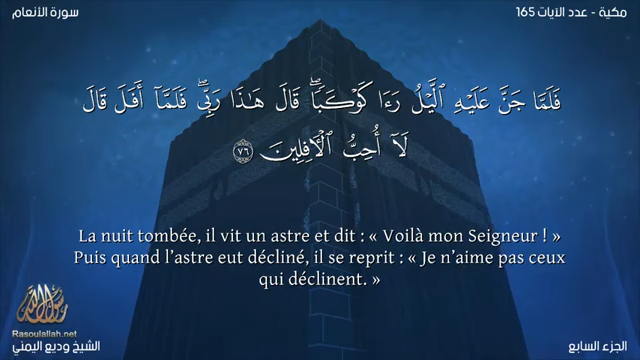 سورة الأنعام
مكية - عدد الآيات 165
فَلَمَّا جَنَّ عَلَيْهِ ٱلَّيْلُ رَءَا كَوْكَبًاۖ قَالَ هَٰذَا رَبِّىۖ فَلَمَّآ أَفَلَ قَالَ
لَآ أُحِبُّ ٱلْأٓفِلِينَ ٧٦
La nuit tombée, il vit un astre et dit : « Voilà mon Seigneur ! »
Puis quand l’astre eut décliné, il se reprit : « Je n’aime pas ceux
qui déclinent. »
رسول الله
Rasoulallah.net
الشيخ وديع اليمني
الجزء السابع